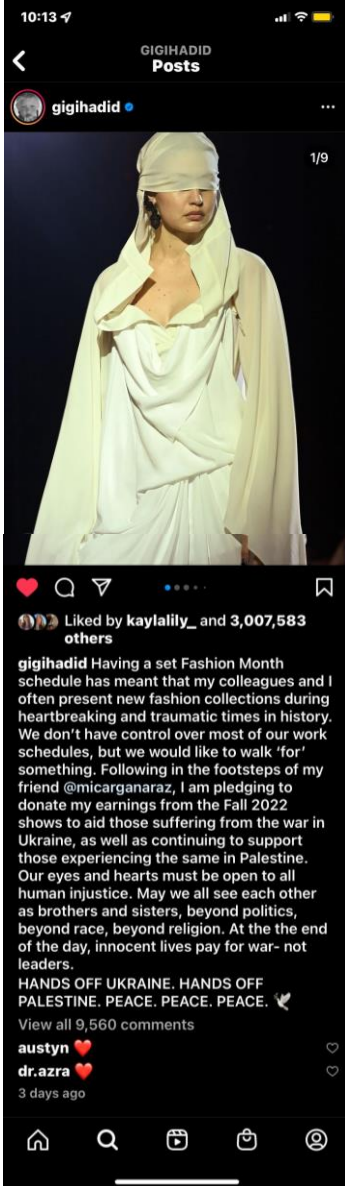 10:13
GIGIHADID
Posts
gigihadid
1/9
Liked by kaylalily_ and 3,007,583
others
gigihadid Having a set Fashion Month
schedule has meant that my colleagues and I
often present new fashion collections during
heartbreaking and traumatic times in history.
We don't have control over most of our work
schedules, but we would like to walk ‘for’
something. Following in the footsteps of my
friend @micarganaraz, I am pledging to
donate my earnings from the Fall 2022
shows to aid those suffering from the war in
Ukraine, as well as continuing to support
those experiencing the same in Palestine.
Our eyes and hearts must be open to all
human injustice. May we all see each other
as brothers and sisters, beyond politics,
beyond race, beyond religion. At the the end
of the day, innocent lives pay for war- not
leaders.
HANDS OFF UKRAINE. HANDS OFF
PALESTINE. PEACE. PEACE. PEACE. 🕊️
View all 9,560 comments
austyn ❤️
dr.azra ❤️
3 days ago